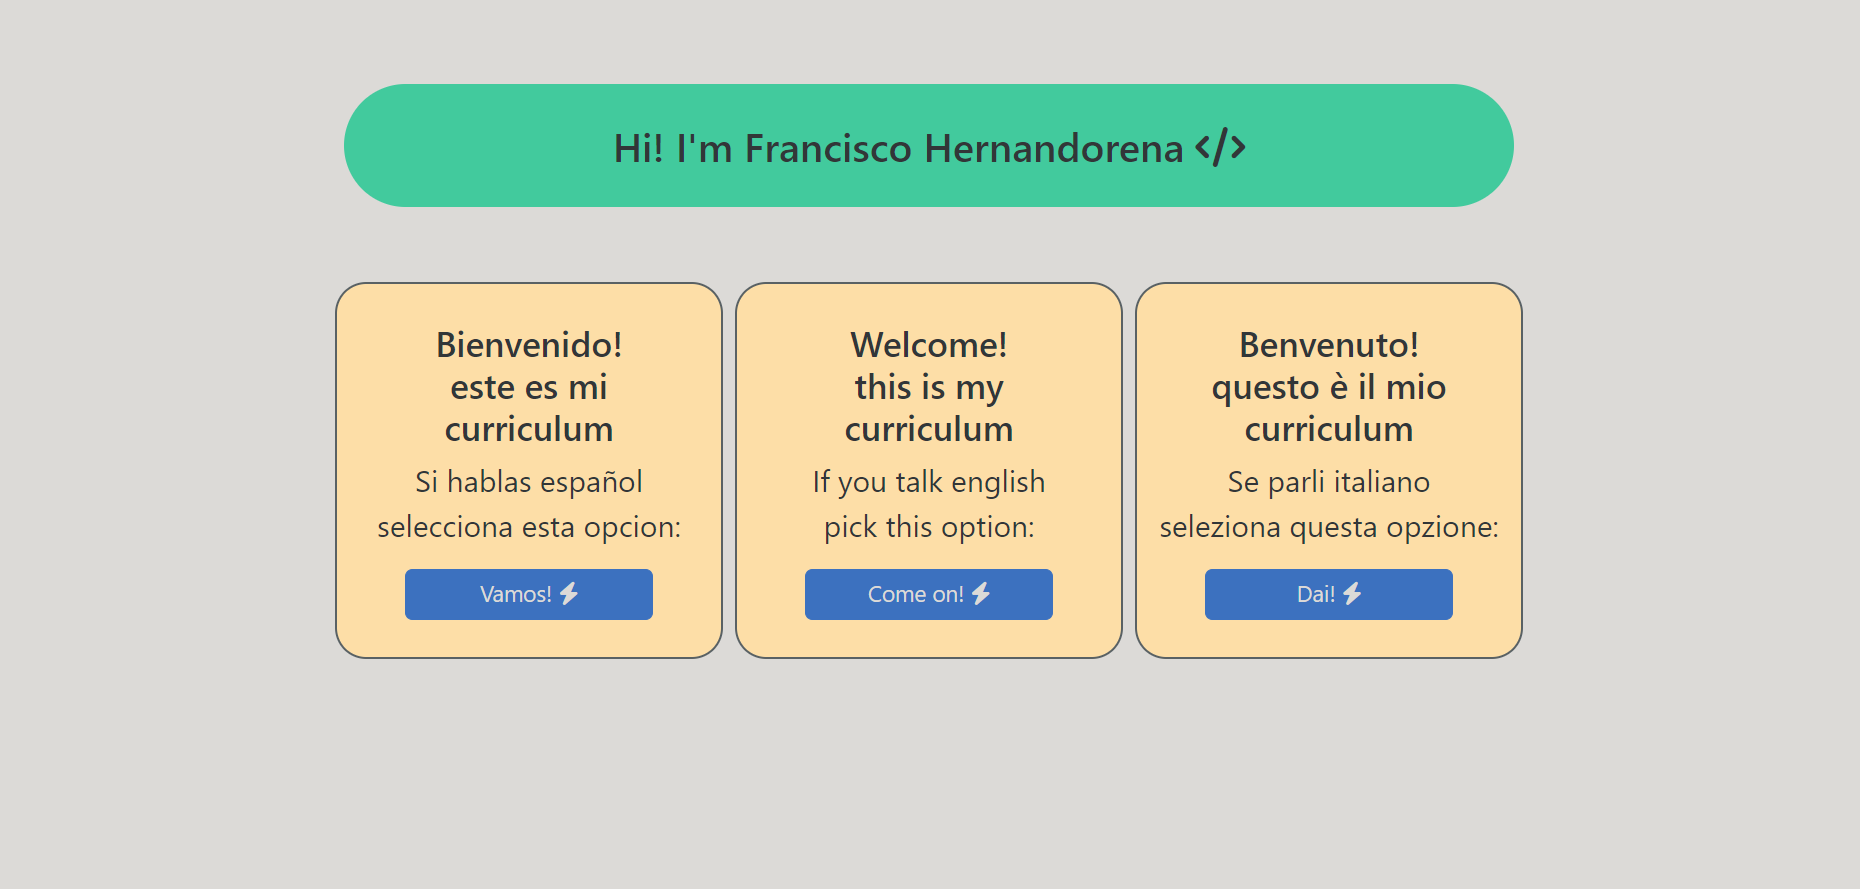 Hi! I'm Francisco Hernandorena </>
Bienvenido!
este es mi
curriculum
Si hablas español
selecciona esta opcion:
Vamos!
Welcome!
this is my
curriculum
If you talk english
pick this option:
Come on!
Benvenuto!
questo è il mio
curriculum
Se parli italiano
seleziona questa opzione:
Dai!